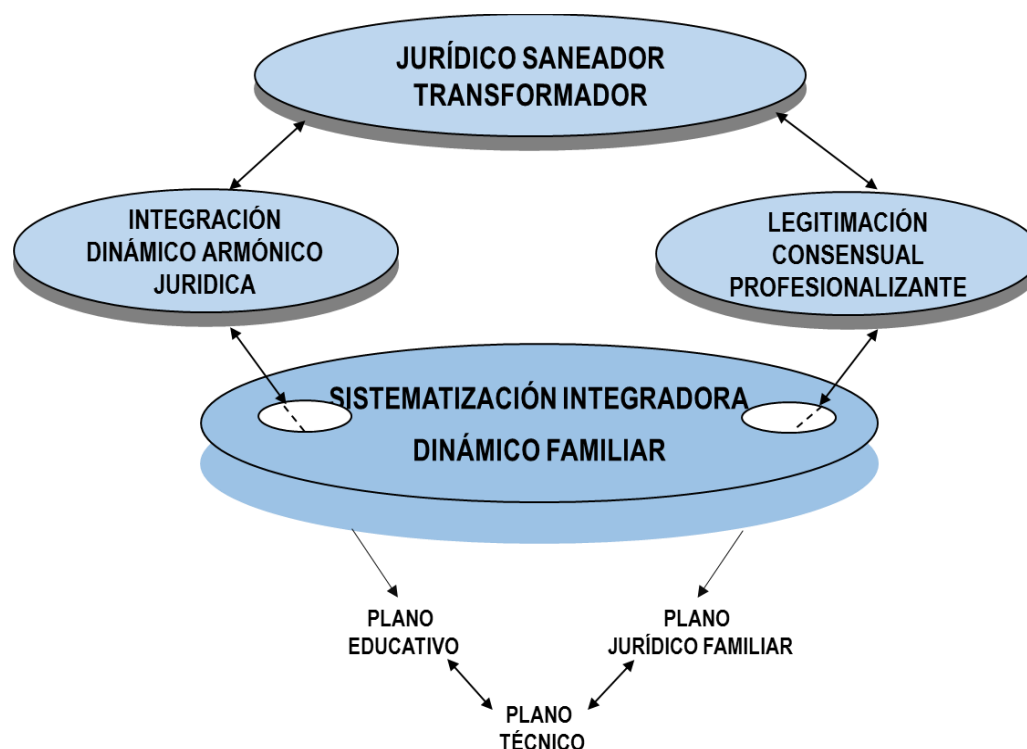 JURÍDICO SANEADOR
TRANSFORMADOR
INTEGRACIÓN
DINÁMICO ARMÓNICO
JURIDICA
LEGITIMACIÓN
CONSENSUAL
PROFESIONALIZANTE
SISTEMATIZACIÓN INTEGRADORA
DINÁMICO FAMILIAR
PLANO
EDUCATIVO
PLANO
JURÍDICO FAMILIAR
PLANO
TÉCNICO